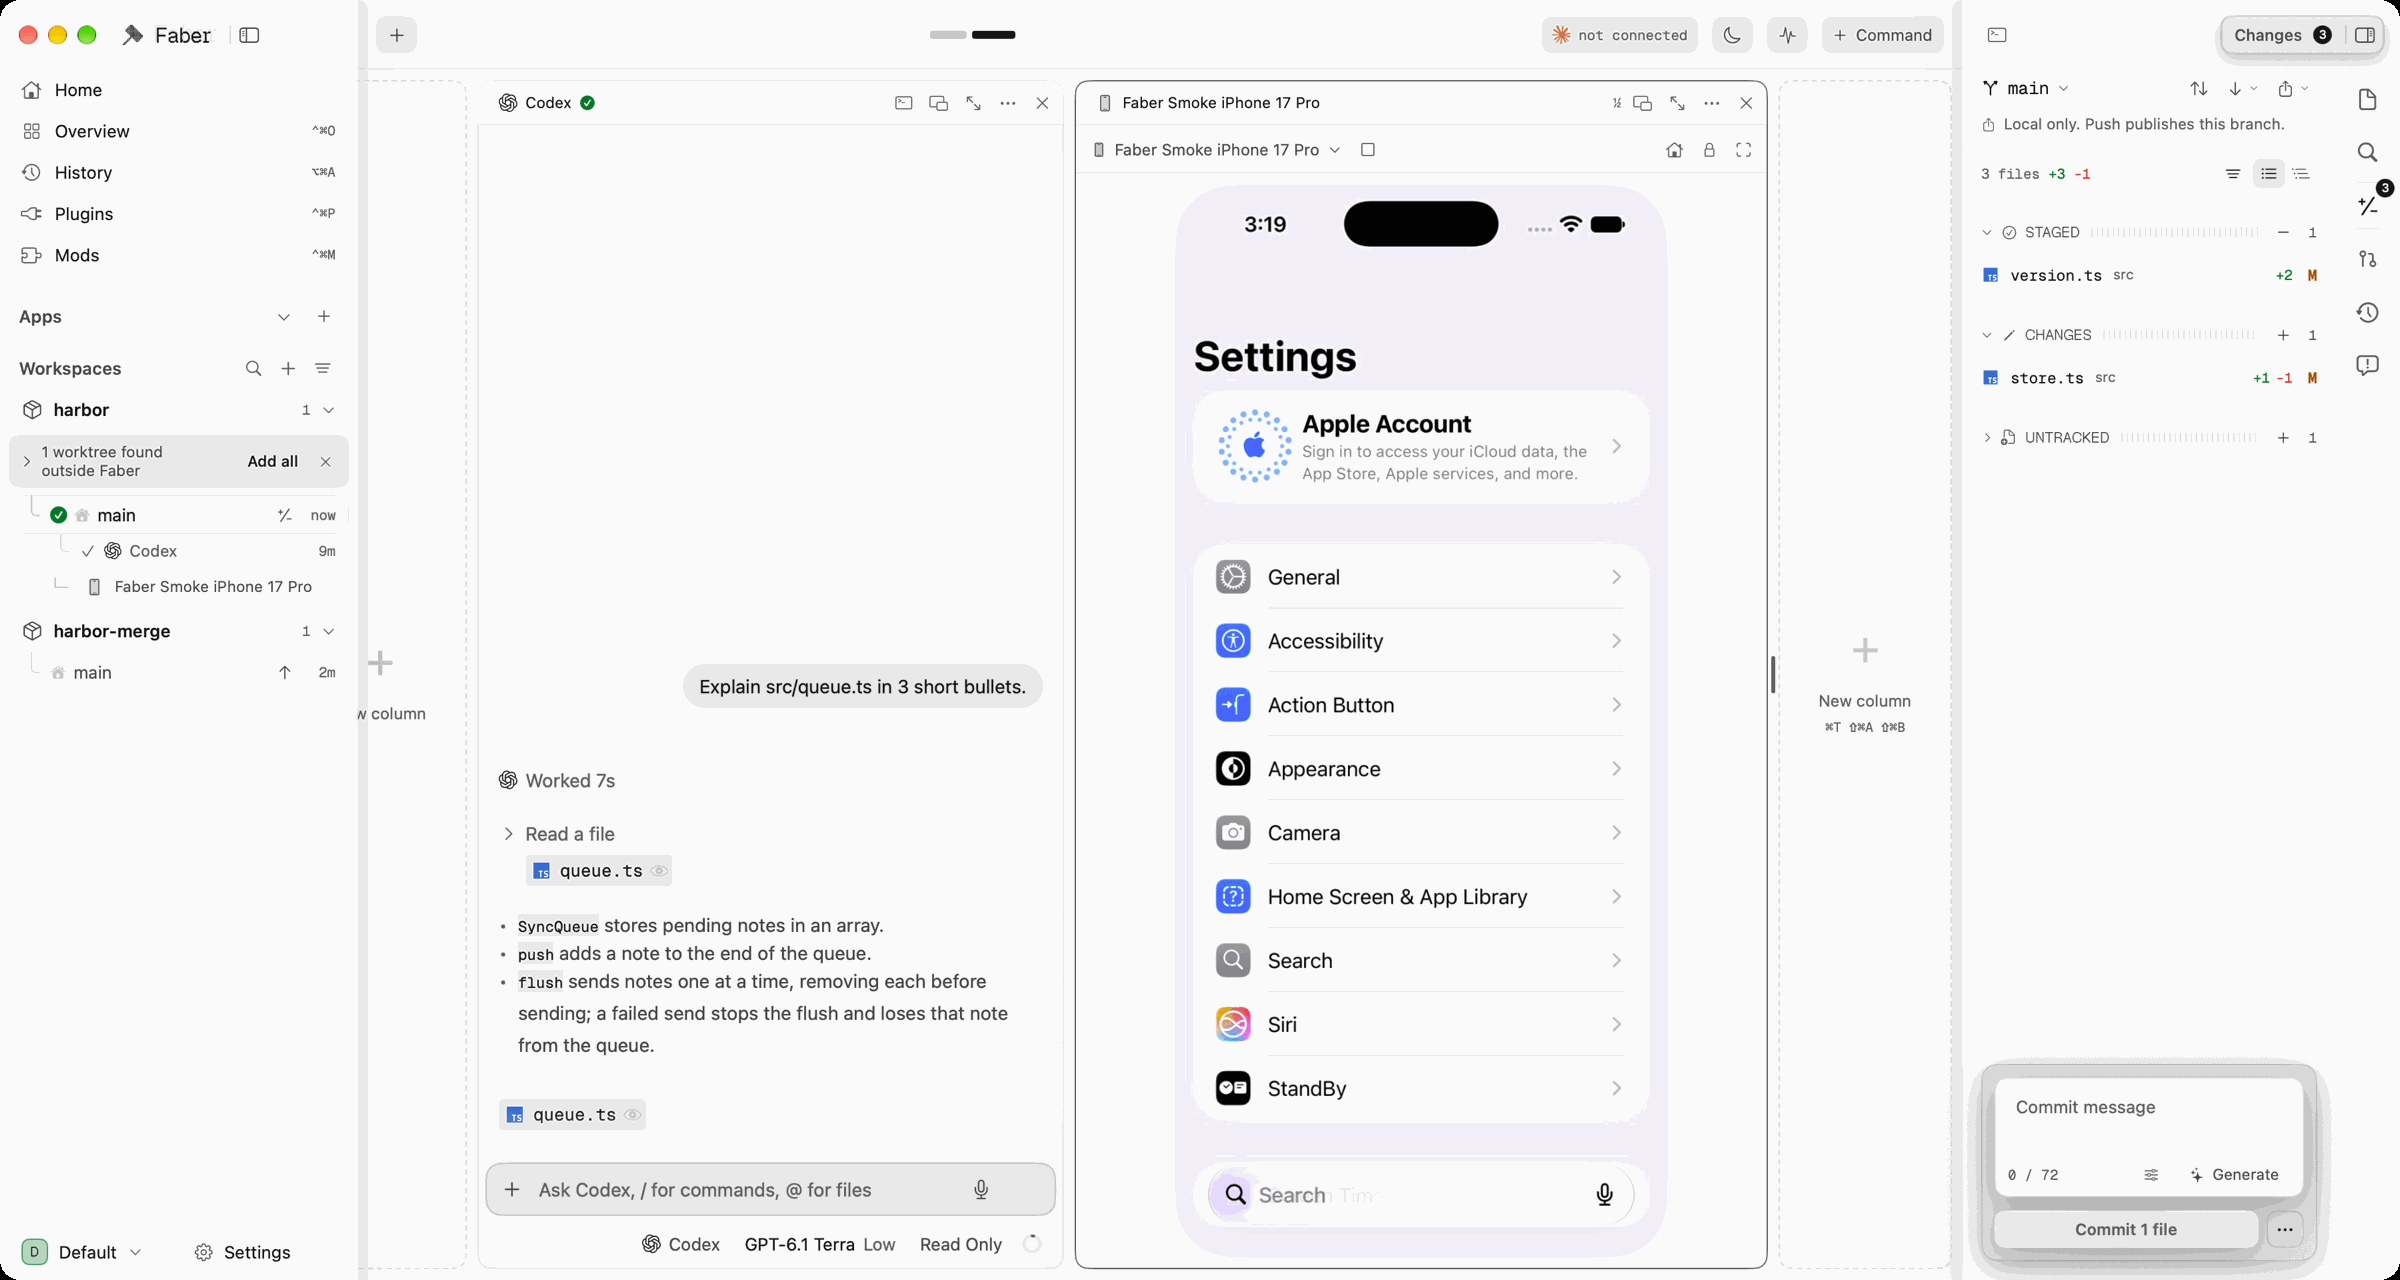 Faber
Home
Overview ⌃⌘O
History ⌥⌘A
Plugins ⌃⌘P
Mods ⌃⌘M
Apps
Workspaces
harbor 1
1 worktree found
outside Faber
Add all
main now
Codex 9m
Faber Smoke iPhone 17 Pro
harbor-merge 1
main 2m
D Default
Settings
w column
not connected
Command
Codex
Explain src/queue.ts in 3 short bullets.
Worked 7s
Read a file
TS queue.ts
• SyncQueue stores pending notes in an array.
• push adds a note to the end of the queue.
• flush sends notes one at a time, removing each before
sending; a failed send stops the flush and loses that note
from the queue.
TS queue.ts
Ask Codex, / for commands, @ for files
Codex GPT-6.1 Terra Low Read Only
Faber Smoke iPhone 17 Pro ½
Faber Smoke iPhone 17 Pro
3:19
Settings
Apple Account
Sign in to access your iCloud data, the
App Store, Apple services, and more.
General
Accessibility
Action Button
Appearance
Camera
Home Screen & App Library
Search
Siri
StandBy
Search
New column
⌘T ⇧⌘A ⇧⌘B
Changes 3
main
Local only. Push publishes this branch.
3 files +3 -1
3
STAGED 1
TS version.ts src +2 M
CHANGES 1
TS store.ts src +1 -1 M
UNTRACKED 1
Commit message
0 / 72
Generate
Commit 1 file